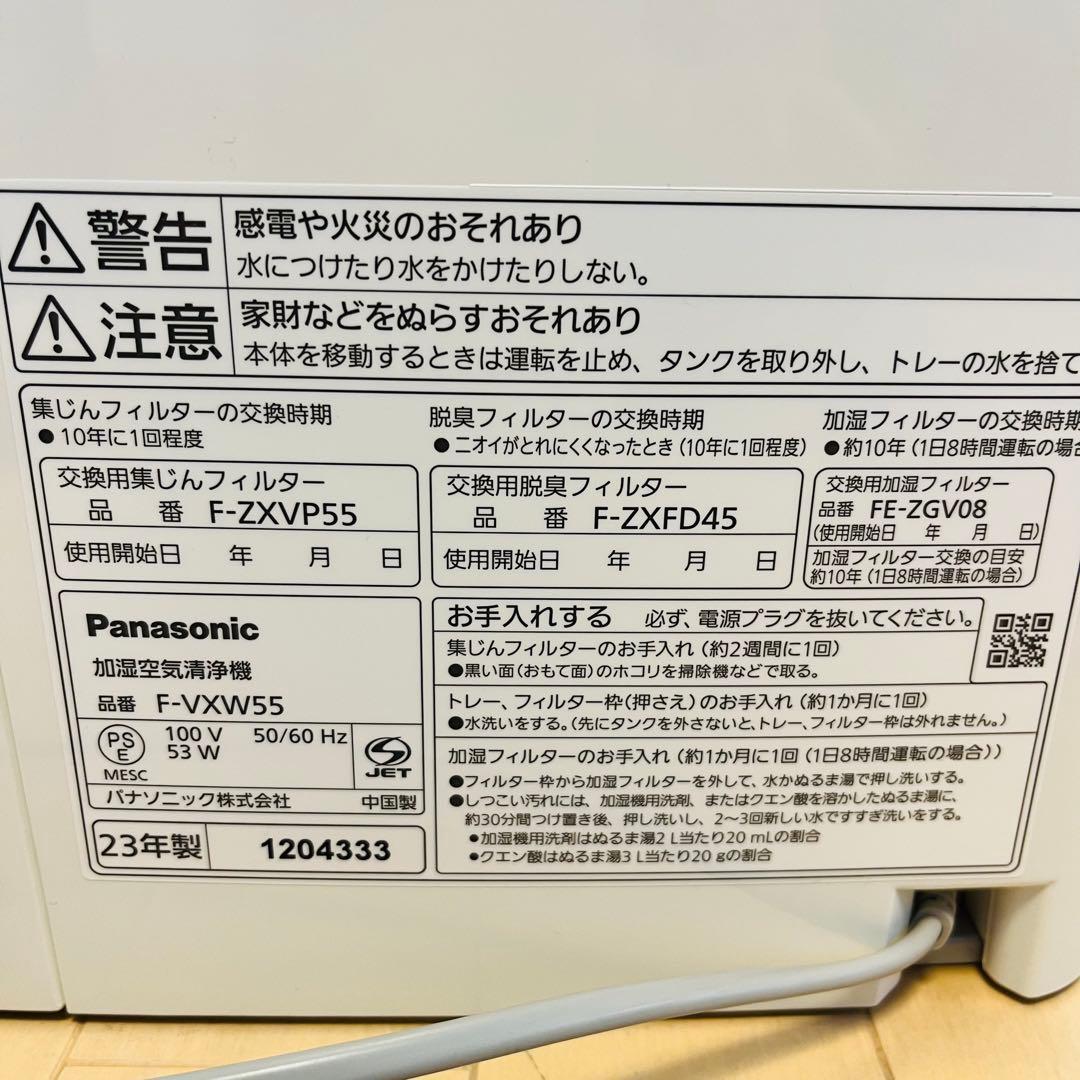 警告 感電や火災のおそれあり
水につけたり水をかけたりしない。
注意 家財などをぬらすおそれあり
本体を移動するときは運転を止め、タンクを取り外し、トレーの水を捨て
集じんフィルターの交換時期
●10年に1回程度
交換用集じんフィルター
品 番 F-ZXVP55
使用開始日 年 月 日
脱臭フィルターの交換時期
●ニオイがとれにくくなったとき(10年に1回程度)
交換用脱臭フィルター
品 番 F-ZXFD45
使用開始日 年 月 日
加湿フィルターの交換時期
●約10年(1日8時間運転の場合
交換用加湿フィルター
品番 FE-ZGV08
(使用開始日 年 月 日)
加湿フィルター交換の目安
約10年(1日8時間運転の場合)
Panasonic
加湿空気清浄機
品番 F-VXW55
PS
E
MESC
100 V 50/60 Hz
53 W
JET
パナソニック株式会社 中国製
23年製 1204333
お手入れする 必ず、電源プラグを抜いてください。
集じんフィルターのお手入れ(約2週間に1回)
●黒い面(おもて面)のホコリを掃除機などで取る。
トレー、フィルター枠(押さえ)のお手入れ(約1か月に1回)
●水洗いをする。(先にタンクを外さないと、トレー、フィルター枠は外れません。)
加湿フィルターのお手入れ(約1か月に1回(1日8時間運転の場合))
●フィルター枠から加湿フィルターを外して、水かぬるま湯で押し洗いする。
●しつこい汚れには、加湿機用洗剤、またはクエン酸を溶かしたぬるま湯に、
約30分間つけ置き後、押し洗いし、2〜3回新しい水ですすぎ洗いをする。
●加湿機用洗剤はぬるま湯2 L当たり20 mLの割合
●クエン酸はぬるま湯3 L当たり20 gの割合